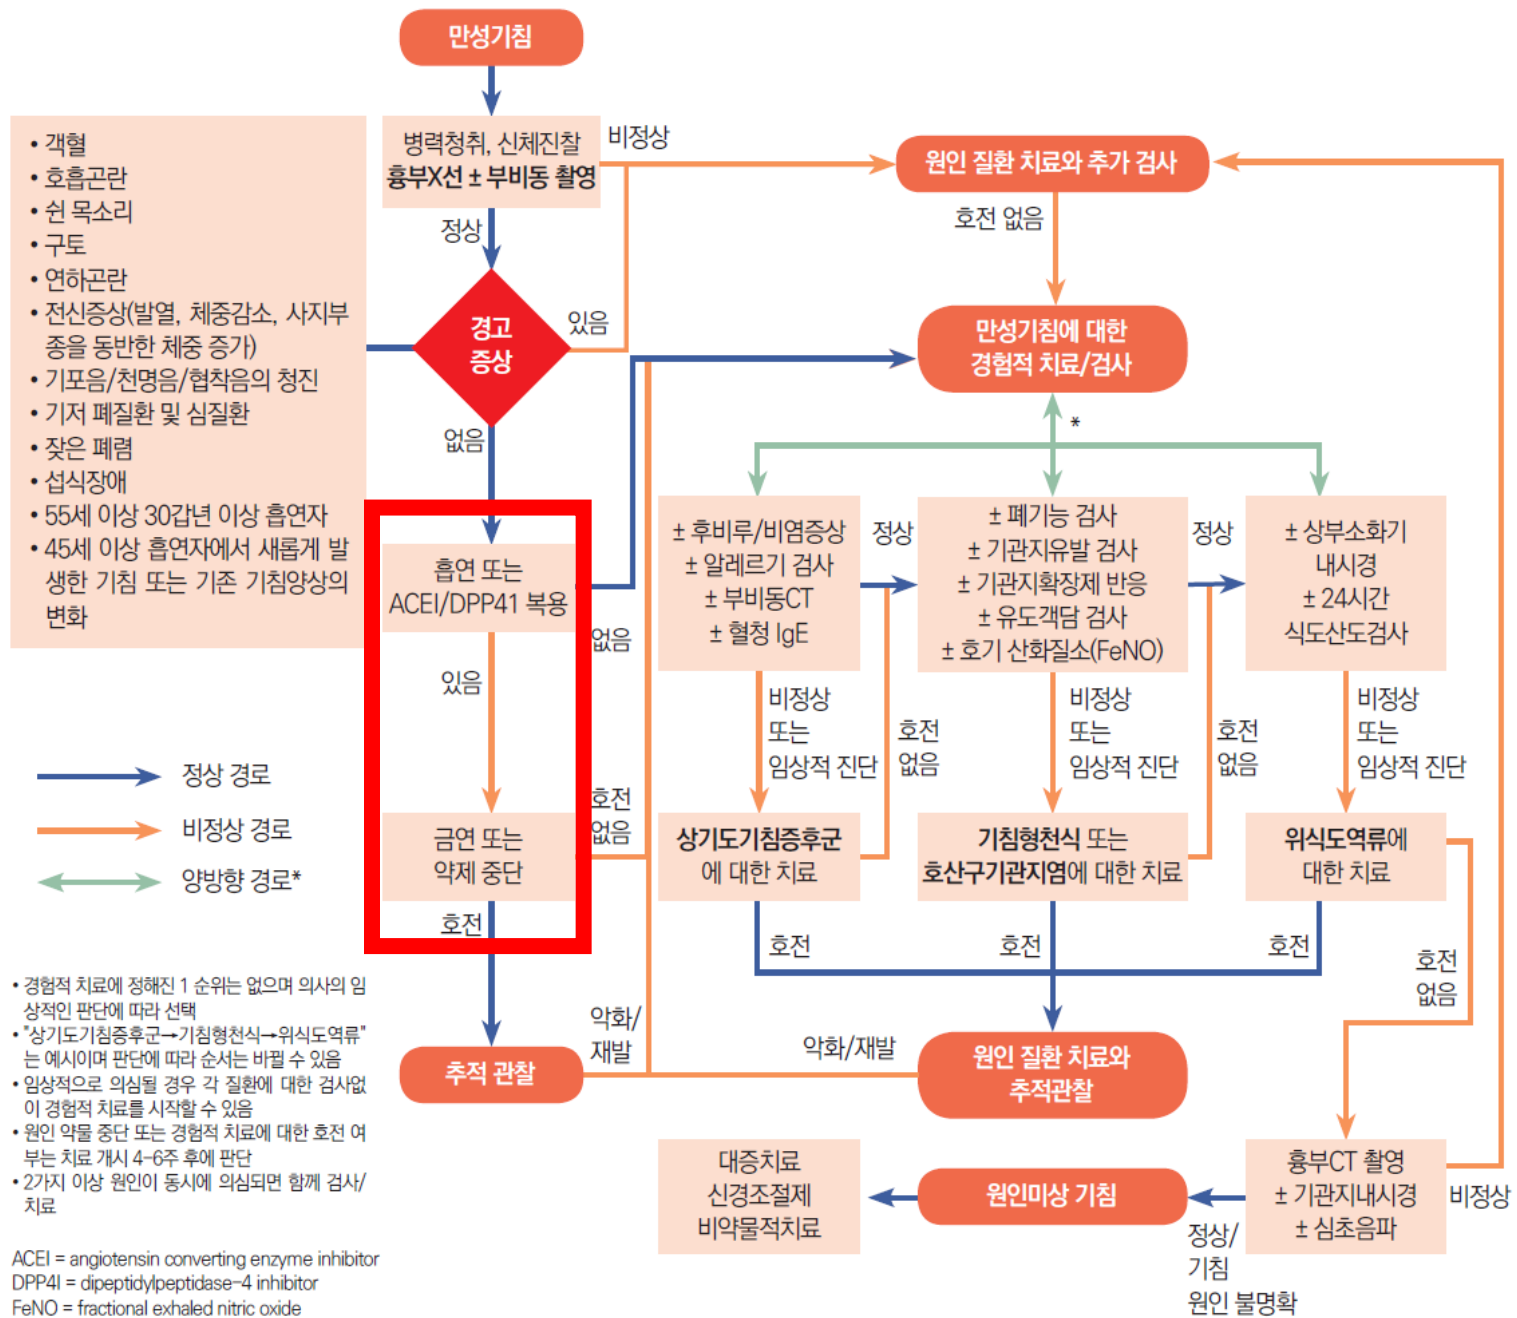 만성기침
• 객혈
• 호흡곤란
• 쉰 목소리
• 구토
• 연하곤란
• 전신증상(발열, 체중감소, 사지부
종을 동반한 체중 증가)
• 기포음/천명음/협착음의 청진
• 기저 폐질환 및 심질환
• 잦은 폐렴
• 섭식장애
• 55세 이상 30갑년 이상 흡연자
• 45세 이상 흡연자에서 새롭게 발
생한 기침 또는 기존 기침양상의
변화
병력청취, 신체진찰
흉부X선 ± 부비동 촬영
비정상
원인 질환 치료와 추가 검사
정상
호전 없음
경고
증상
있음
만성기침에 대한
경험적 치료/검사
없음
*
흡연 또는
ACEI/DPP41 복용
없음
있음
± 후비루/비염증상
± 알레르기 검사
± 부비동CT
± 혈청 IgE
정상
± 폐기능 검사
± 기관지유발 검사
± 기관지확장제 반응
± 유도객담 검사
± 호기 산화질소(FeNO)
정상
± 상부소화기
내시경
± 24시간
식도산도검사
비정상
또는
임상적 진단
호전
없음
비정상
또는
임상적 진단
호전
없음
비정상
또는
임상적 진단
정상 경로
비정상 경로
양방향 경로*
호전
없음
금연 또는
약제 중단
상기도기침증후군
에 대한 치료
기침형천식 또는
호산구기관지염에 대한 치료
위식도역류에
대한 치료
호전
호전
호전
호전
호전
없음
• 경험적 치료에 정해진 1 순위는 없으며 의사의 임
상적인 판단에 따라 선택
• "상기도기침증후군→기침형천식→위식도역류"
는 예시이며 판단에 따라 순서는 바뀔 수 있음
• 임상적으로 의심될 경우 각 질환에 대한 검사없
이 경험적 치료를 시작할 수 있음
• 원인 약물 중단 또는 경험적 치료에 대한 호전 여
부는 치료 개시 4-6주 후에 판단
• 2가지 이상 원인이 동시에 의심되면 함께 검사/
치료
추적 관찰
악화/
재발
악화/재발
원인 질환 치료와
추적관찰
대증치료
신경조절제
비약물적치료
원인미상 기침
흉부CT 촬영
± 기관지내시경
± 심초음파
비정상
정상/
기침
원인 불명확
ACEI = angiotensin converting enzyme inhibitor
DPP4I = dipeptidylpeptidase-4 inhibitor
FeNO = fractional exhaled nitric oxide